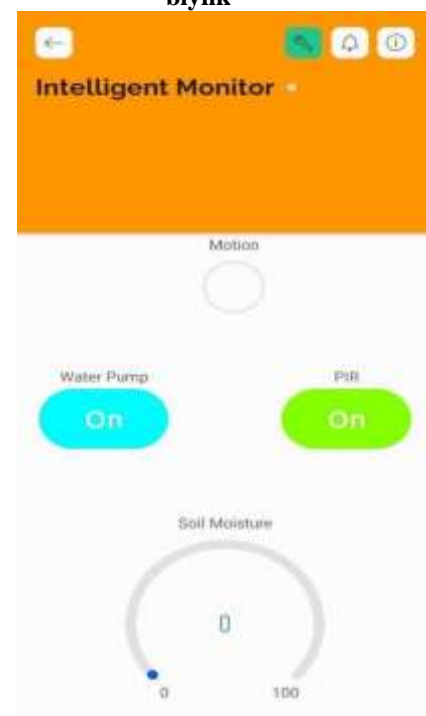 blynk
Intelligent Monitor
Motion
Water Pump PIR
On On
Soil Moisture
0
0 100